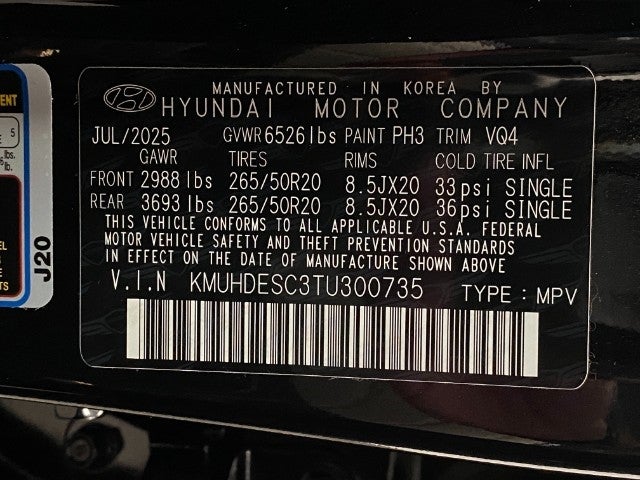 MANUFACTURED IN KOREA BY
HYUNDAI MOTOR COMPANY
JUL/2025 GVWR 6526lbs PAINT PH3 TRIM VQ4
GAWR TIRES RIMS COLD TIRE INFL
FRONT 2988 lbs 265/50R20 8.5JX20 33psi SINGLE
REAR 3693 lbs 265/50R20 8.5JX20 36psi SINGLE
THIS VEHICLE CONFORMS TO ALL APPLICABLE U.S.A. FEDERAL
MOTOR VEHICLE SAFETY AND THEFT PREVENTION STANDARDS
IN EFFECT ON THE DATE OF MANUFACTURE SHOWN ABOVE
V.I.N KMUHDESC3TU300735 TYPE : MPV
J20